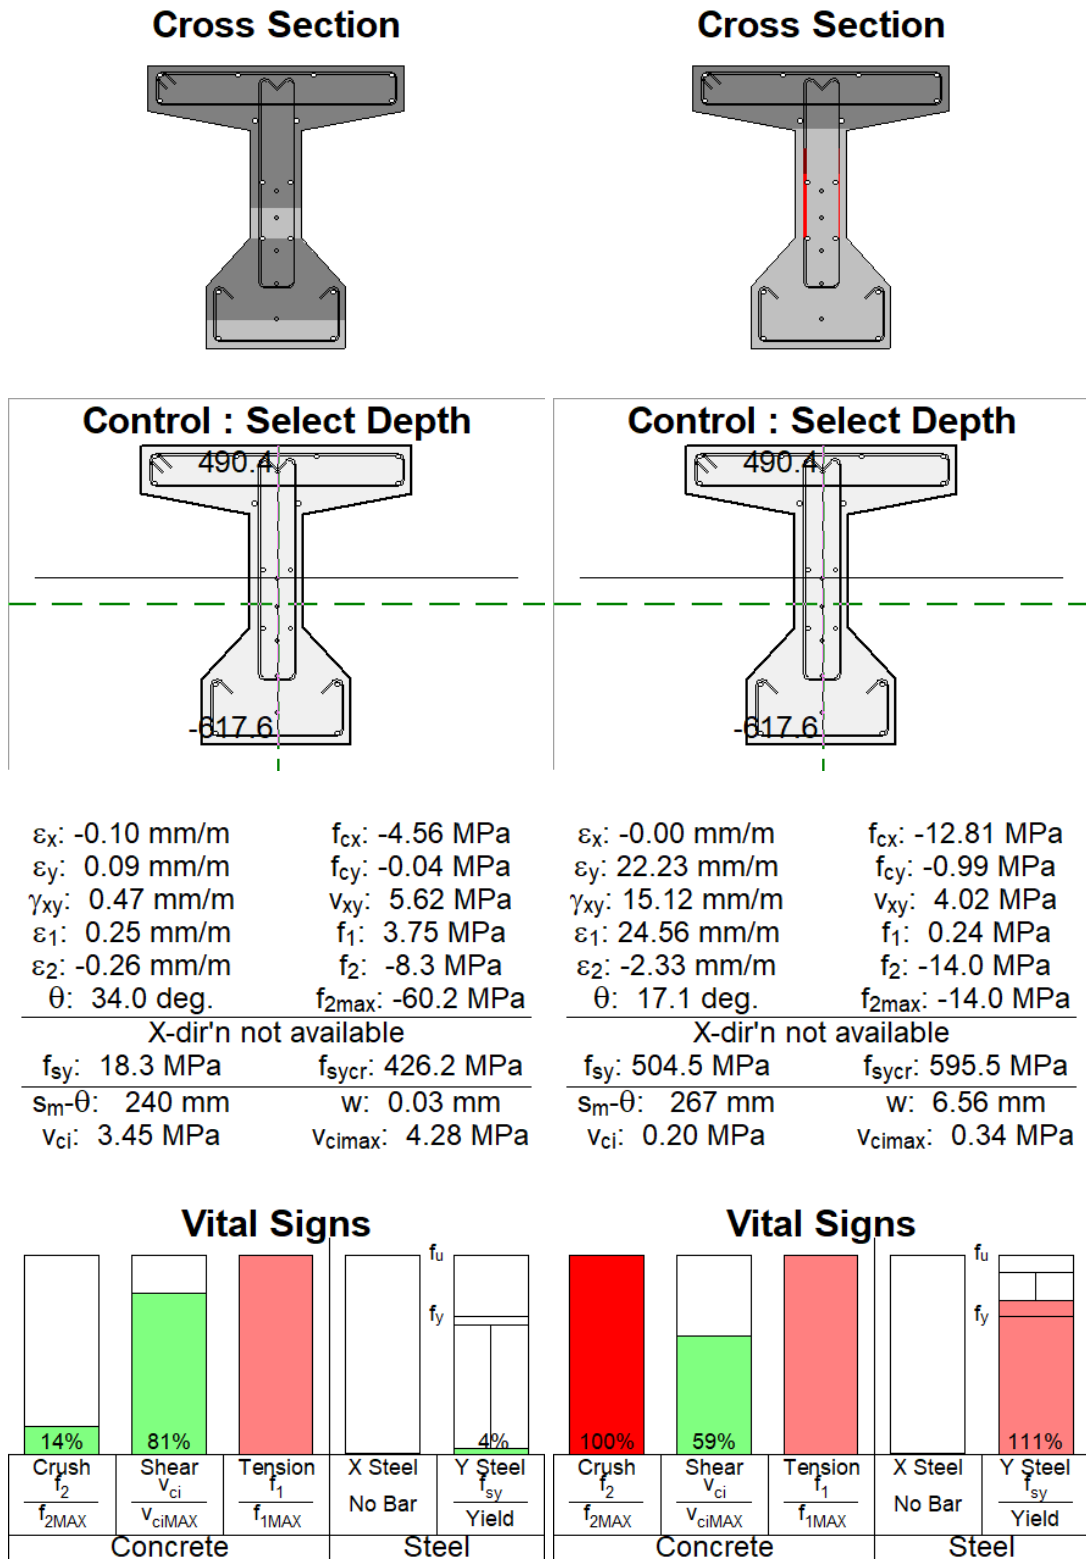 Cross Section
Cross Section
Control : Select Depth
Control : Select Depth
490.4
490.4
-617.6
-617.6
εx: -0.10 mm/m
fcx: -4.56 MPa
εy: 0.09 mm/m
fcy: -0.04 MPa
γxy: 0.47 mm/m
vxy: 5.62 MPa
ε1: 0.25 mm/m
f1: 3.75 MPa
ε2: -0.26 mm/m
f2: -8.3 MPa
θ: 34.0 deg.
f2max: -60.2 MPa
X-dir'n not available
fsy: 18.3 MPa
fsycr: 426.2 MPa
sm-θ: 240 mm
w: 0.03 mm
vci: 3.45 MPa
vcimax: 4.28 MPa
εx: -0.00 mm/m
fcx: -12.81 MPa
εy: 22.23 mm/m
fcy: -0.99 MPa
γxy: 15.12 mm/m
vxy: 4.02 MPa
ε1: 24.56 mm/m
f1: 0.24 MPa
ε2: -2.33 mm/m
f2: -14.0 MPa
θ: 17.1 deg.
f2max: -14.0 MPa
X-dir'n not available
fsy: 504.5 MPa
fsycr: 595.5 MPa
sm-θ: 267 mm
w: 6.56 mm
vci: 0.20 MPa
vcimax: 0.34 MPa
Vital Signs
fu
fy
14%
81%
4%
Crush
f2
f2MAX
Shear
vci
vciMAX
Tension
f1
f1MAX
X Steel
No Bar
Y Steel
fsy
Yield
Concrete
Steel
Vital Signs
fu
fy
100%
59%
111%
Crush
f2
f2MAX
Shear
vci
vciMAX
Tension
f1
f1MAX
X Steel
No Bar
Y Steel
fsy
Yield
Concrete
Steel